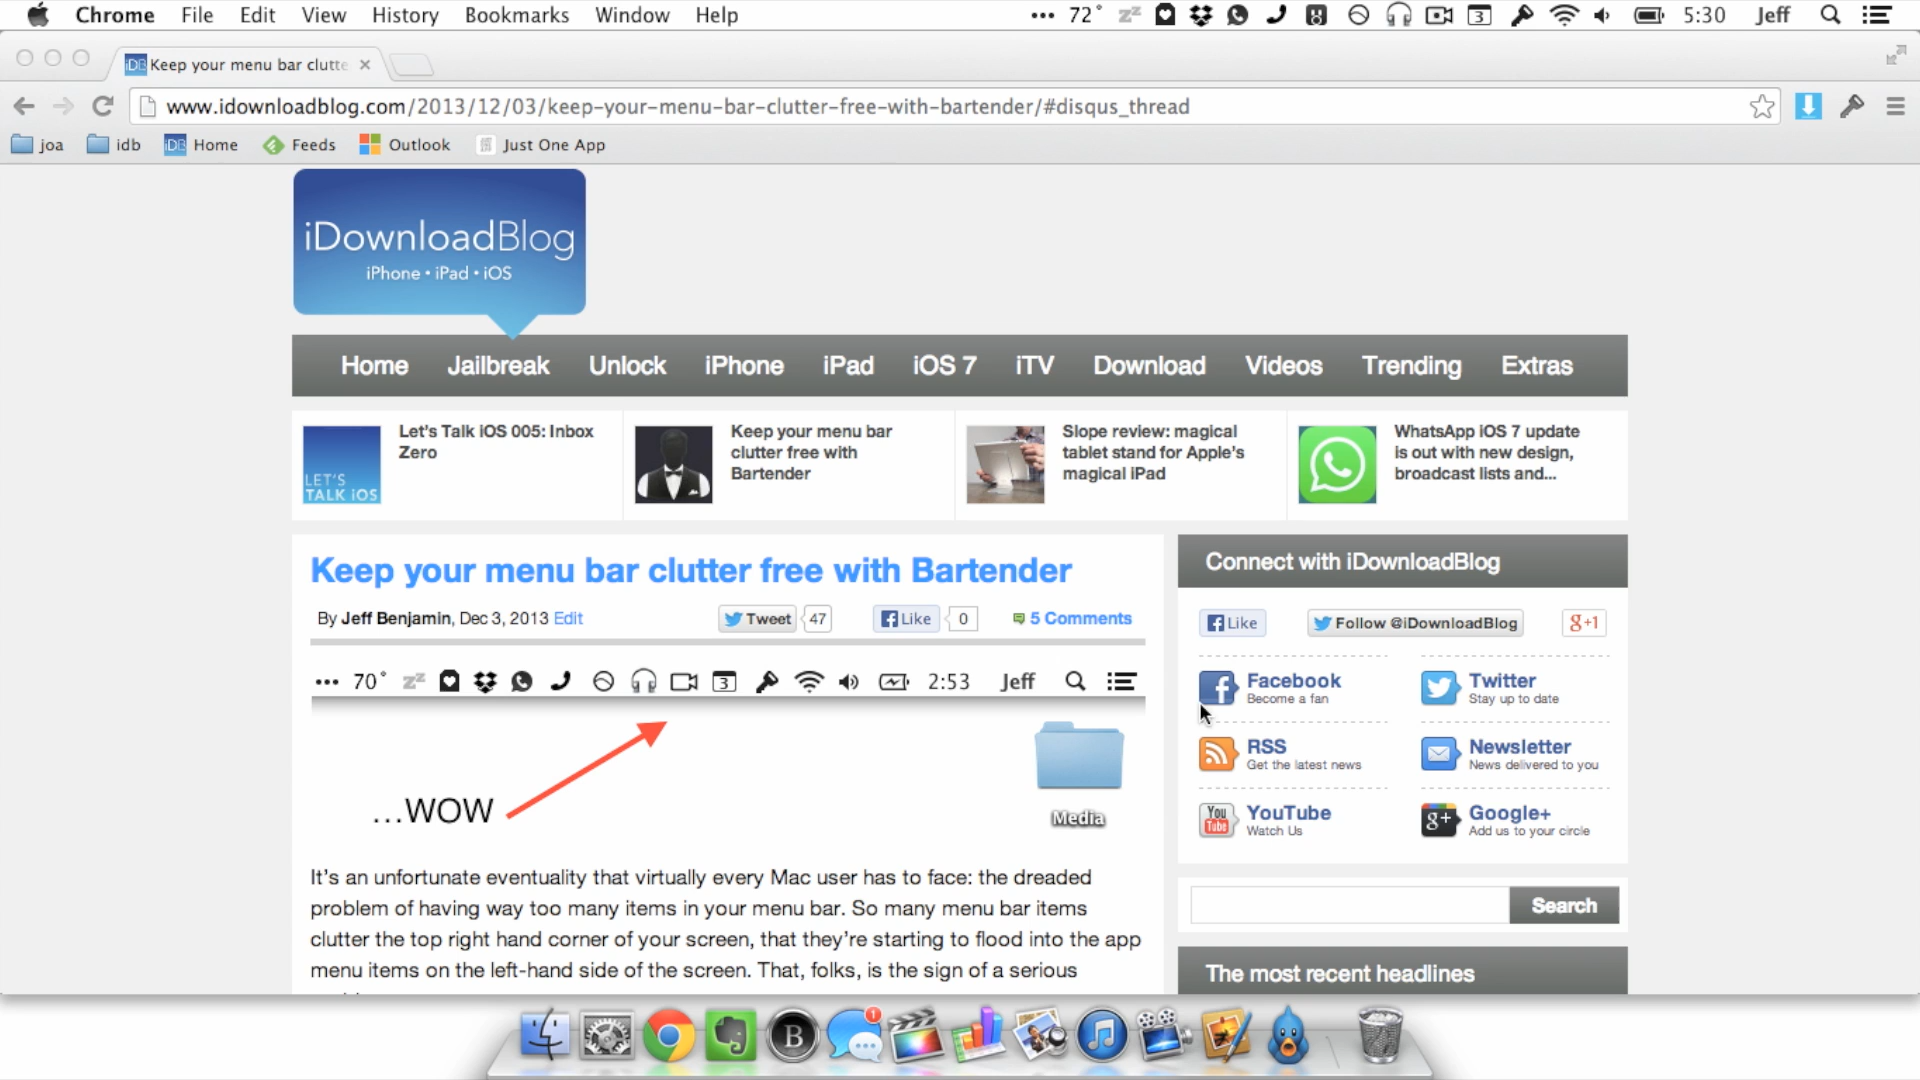 Chrome File Edit View History Bookmarks Window Help ••• 72° zzz 3 5:30 Jeff
iDB Keep your menu bar clutte ×
www.idownloadblog.com/2013/12/03/keep-your-menu-bar-clutter-free-with-bartender/#disqus_thread
joa idb iDB Home Feeds Outlook Just One App
iDownloadBlog
iPhone • iPad • iOS
Home Jailbreak Unlock iPhone iPad iOS 7 iTV Download Videos Trending Extras
LET'S
TALK iOS
Let's Talk iOS 005: Inbox
Zero
Keep your menu bar
clutter free with
Bartender
Slope review: magical
tablet stand for Apple's
magical iPad
WhatsApp iOS 7 update
is out with new design,
broadcast lists and...
Keep your menu bar clutter free with Bartender
By Jeff Benjamin, Dec 3, 2013 Edit Tweet 47 Like 0 5 Comments
••• 70° zzz 3 2:53 Jeff
...WOW
Media
It's an unfortunate eventuality that virtually every Mac user has to face: the dreaded
problem of having way too many items in your menu bar. So many menu bar items
clutter the top right hand corner of your screen, that they're starting to flood into the app
menu items on the left-hand side of the screen. That, folks, is the sign of a serious
Connect with iDownloadBlog
Like Follow @iDownloadBlog g+1
Facebook
Become a fan
Twitter
Stay up to date
RSS
Get the latest news
Newsletter
News delivered to you
You
Tube
YouTube
Watch Us
g+
Google+
Add us to your circle
Search
The most recent headlines
B 1